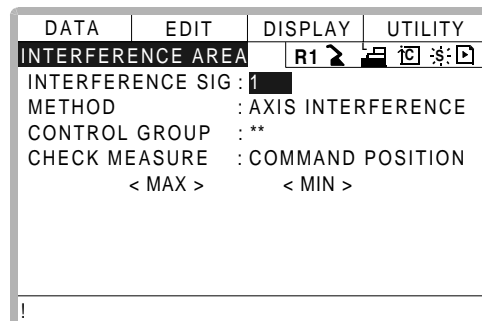 DATA EDIT DISPLAY UTILITY
INTERFERENCE AREA R1 C S
INTERFERENCE SIG : 1
METHOD : AXIS INTERFERENCE
CONTROL GROUP : **
CHECK MEASURE : COMMAND POSITION
< MAX > < MIN >
!